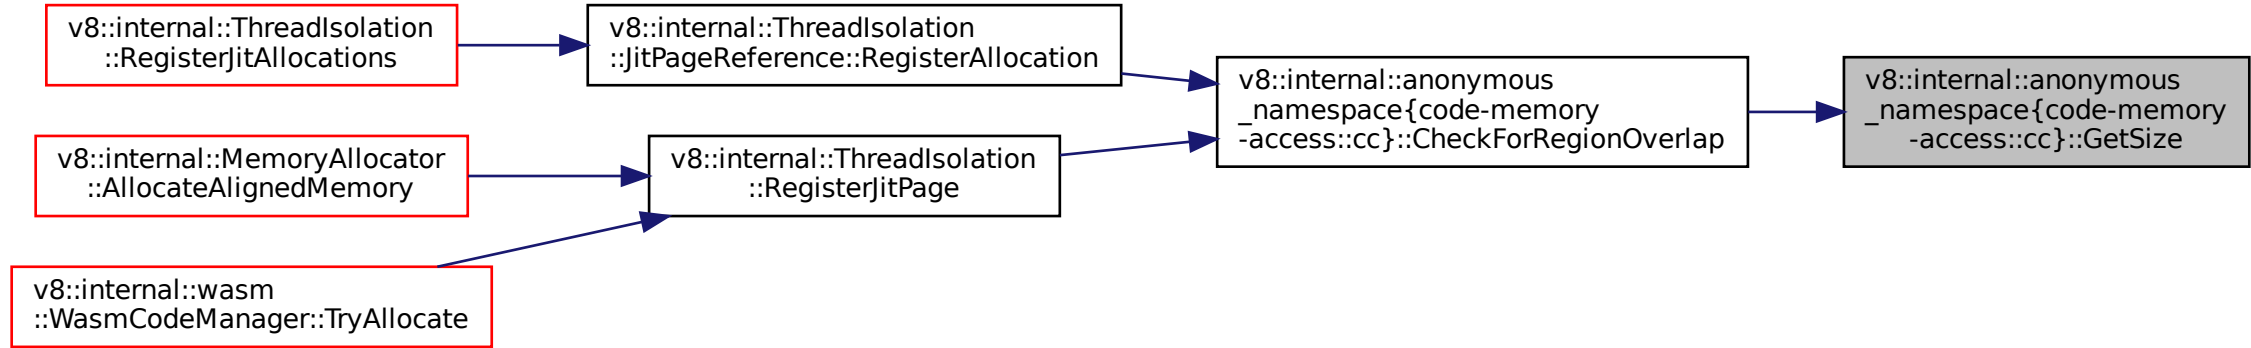 v8::internal::ThreadIsolation
::RegisterJitAllocations
v8::internal::ThreadIsolation
::JitPageReference::RegisterAllocation
v8::internal::anonymous
_namespace{code-memory
-access::cc}::CheckForRegionOverlap
v8::internal::anonymous
_namespace{code-memory
-access::cc}::GetSize
v8::internal::MemoryAllocator
::AllocateAlignedMemory
v8::internal::ThreadIsolation
::RegisterJitPage
v8::internal::wasm
::WasmCodeManager::TryAllocate